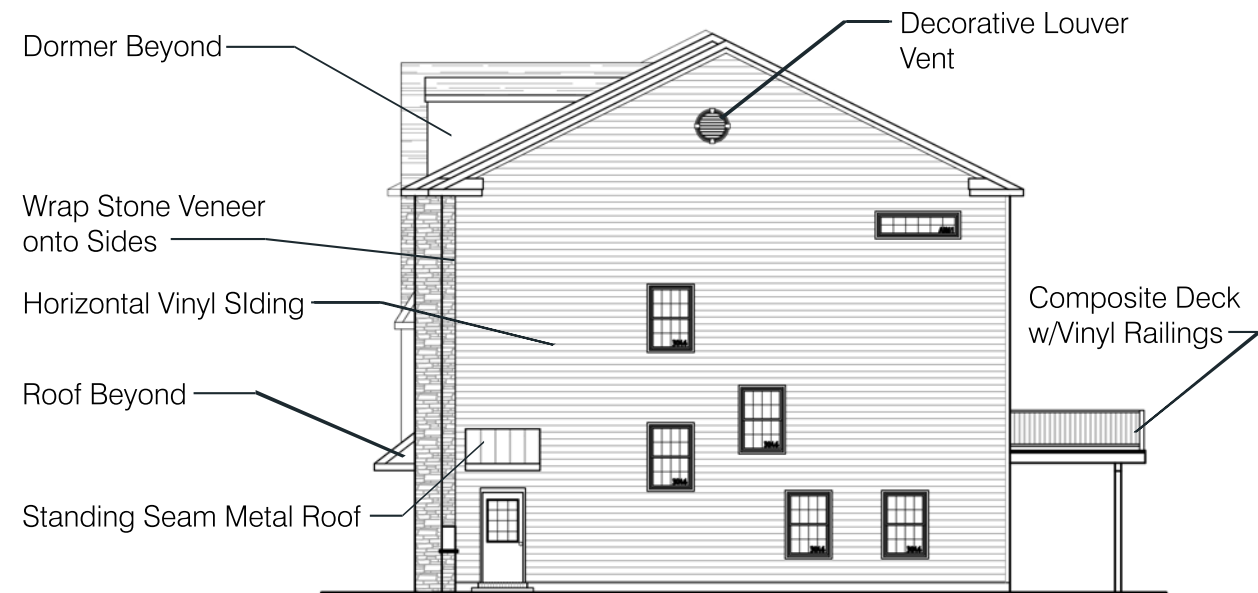 Dormer Beyond
Decorative Louver
Vent
Wrap Stone Veneer
onto Sides
Horizontal Vinyl SIding
Composite Deck
w/Vinyl Railings
Roof Beyond
Standing Seam Metal Roof